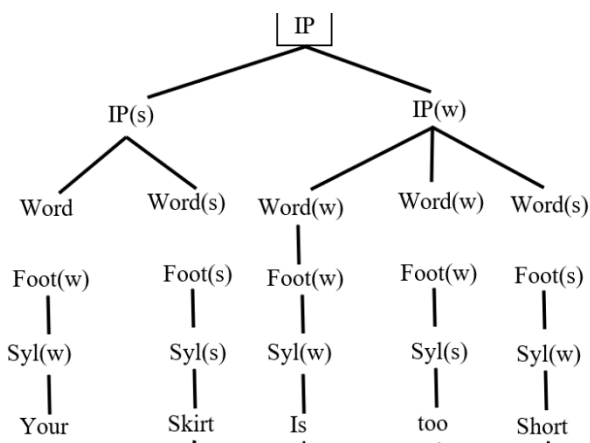 IP
IP(s) IP(w)
Word Word(s) Word(w) Word(w) Word(s)
Foot(w) Foot(s) Foot(w) Foot(w) Foot(s)
Syl(w) Syl(s) Syl(w) Syl(s) Syl(w)
Your Skirt Is too Short